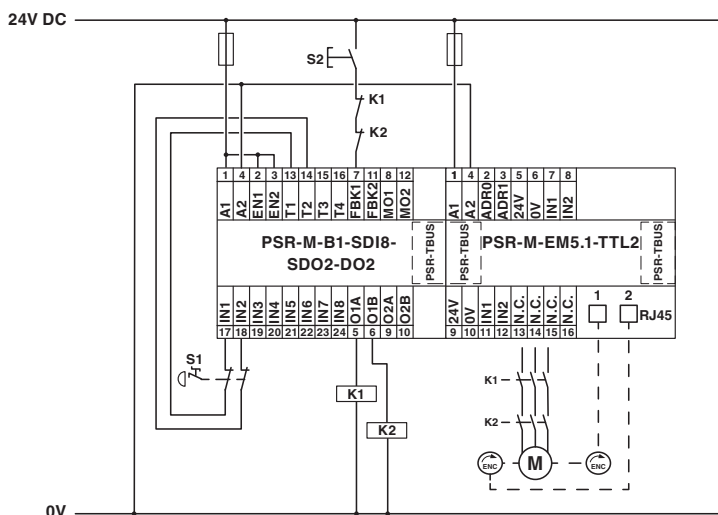 24V DC
S2
K1
K2
1 4 2 3 13 14 15 16 7 11 8 12
1 4 2 3 5 6 7 8
A1 A2 EN1 EN2 T1 T2 T3 T4 FBK1 FBK2 MO1 MO2
A1 A2 ADR0 ADR1 24V 0V IN1 IN2
PSR-M-B1-SDI8-
SDO2-DO2
PSR-TBUS
PSR-TBUS
PSR-M-EM5.1-TTL2
PSR-TBUS
IN1 IN2 IN3 IN4 IN5 IN6 IN7 IN8 O1A O1B O2A O2B
24V 0V IN1 IN2 N.C. N.C. N.C. N.C.
1 2
RJ45
17 18 19 20 21 22 23 24 5 6 9 10
9 10 11 12 13 14 15 16
S1
K1
K2
K1
K2
ENC
M
ENC
0V